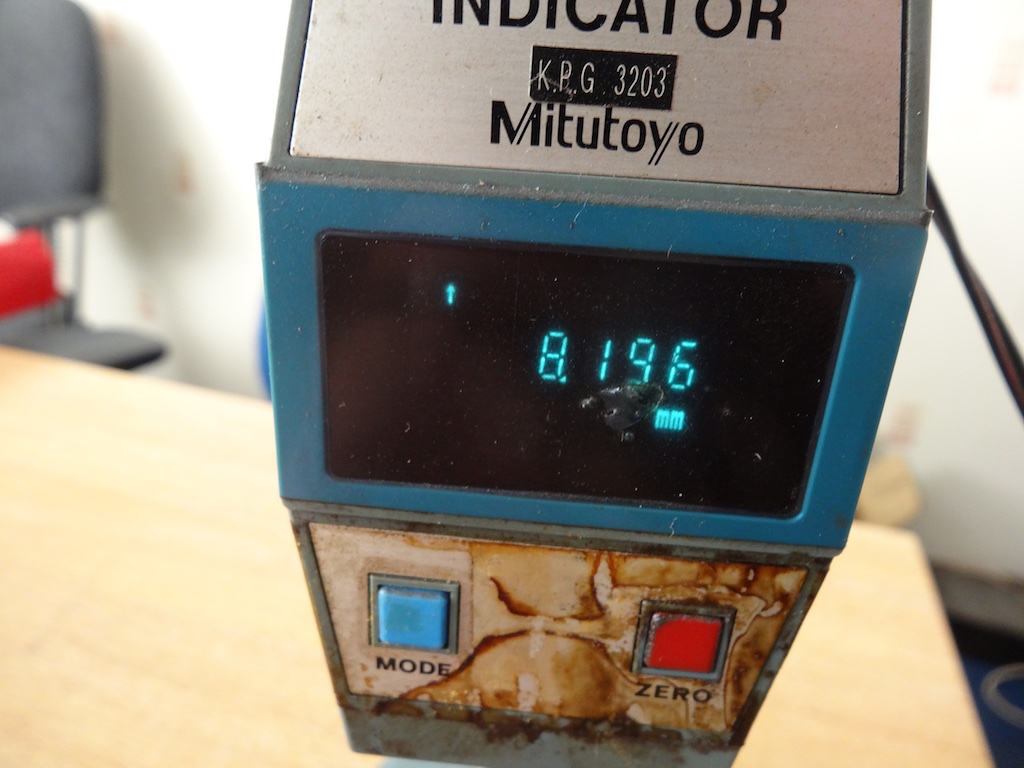 INDICATOR
K.P.G 3203
Mitutoyo
↑
8.196
mm
MODE
ZERO